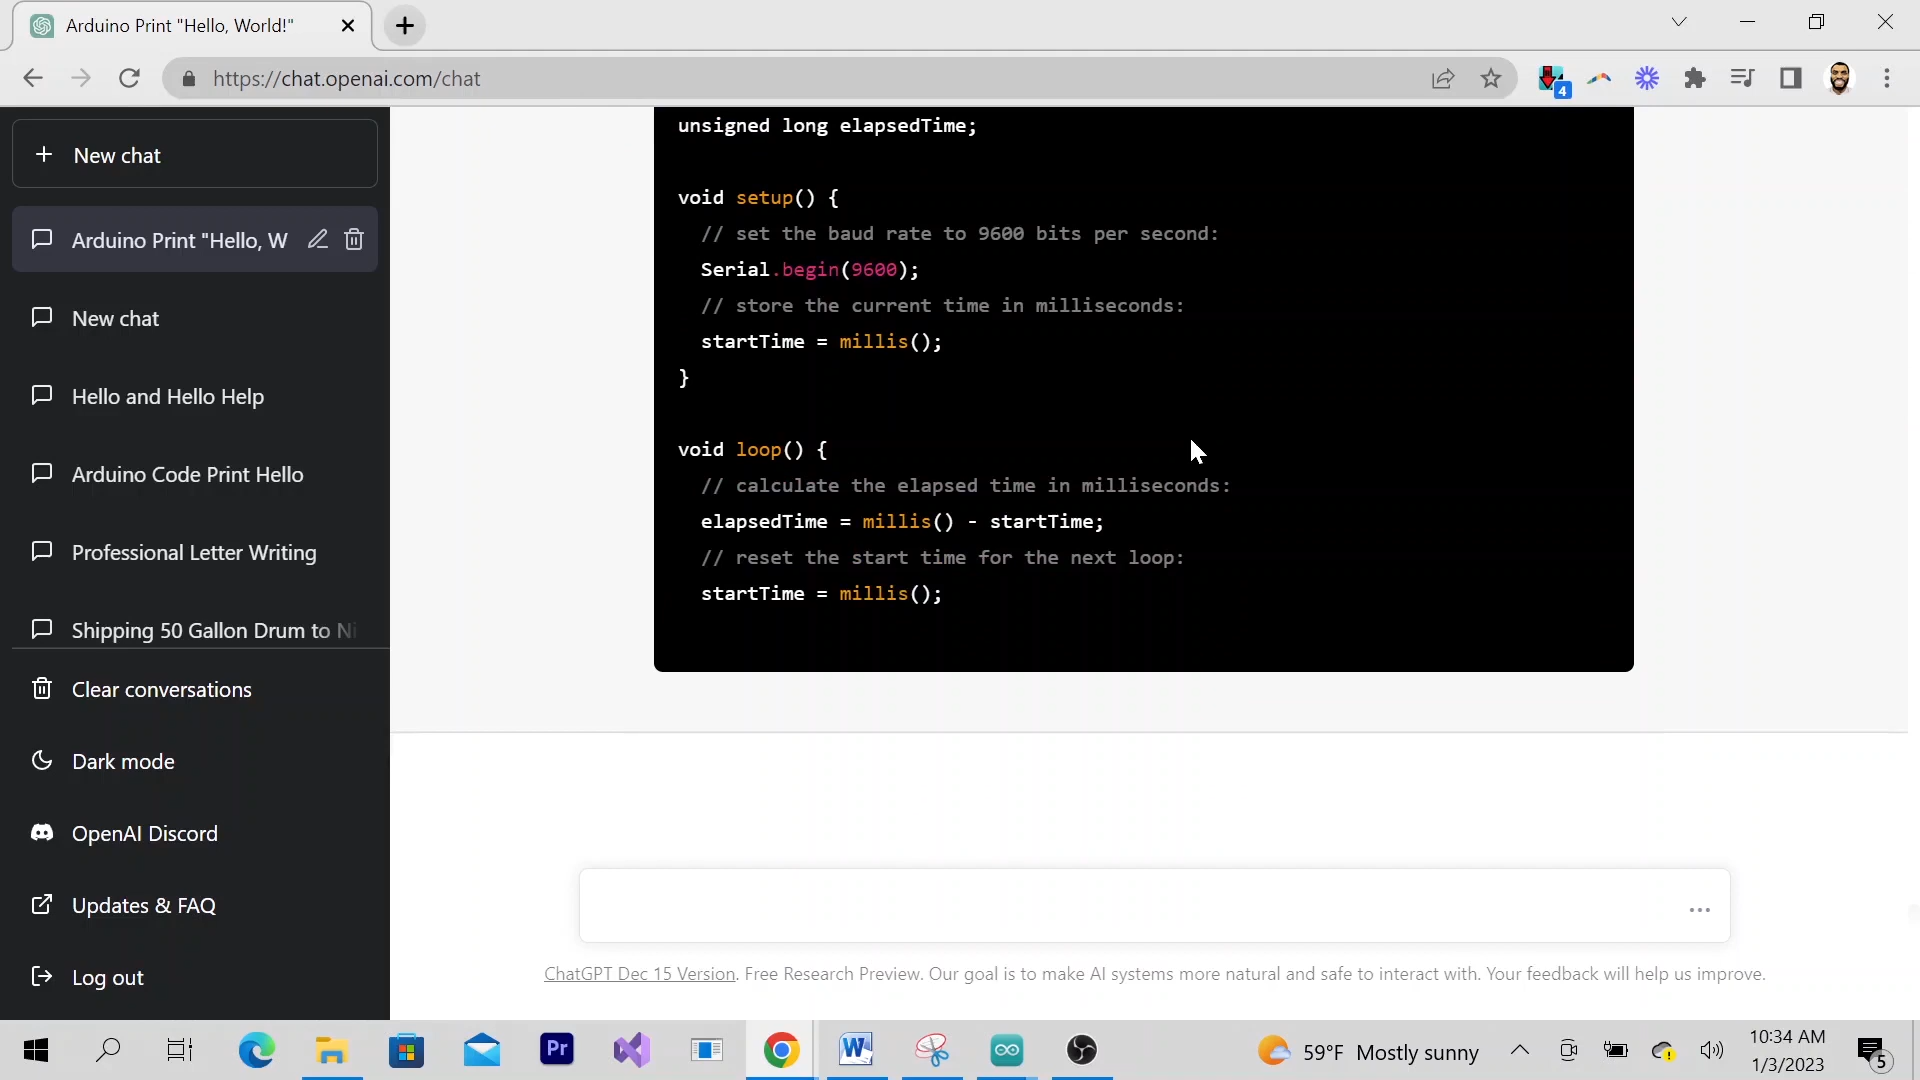 Arduino Print "Hello, World!"
https://chat.openai.com/chat
4
New chat
Arduino Print "Hello, W
New chat
Hello and Hello Help
Arduino Code Print Hello
Professional Letter Writing
Shipping 50 Gallon Drum to Ni
Clear conversations
Dark mode
OpenAI Discord
Updates & FAQ
Log out
unsigned long elapsedTime;
void setup() {
// set the baud rate to 9600 bits per second:
Serial.begin(9600);
// store the current time in milliseconds:
startTime = millis();
}
void loop() {
// calculate the elapsed time in milliseconds:
elapsedTime = millis() - startTime;
// reset the start time for the next loop:
startTime = millis();
ChatGPT Dec 15 Version. Free Research Preview. Our goal is to make AI systems more natural and safe to interact with. Your feedback will help us improve.
Pr
W
59°F Mostly sunny
10:34 AM
1/3/2023
5